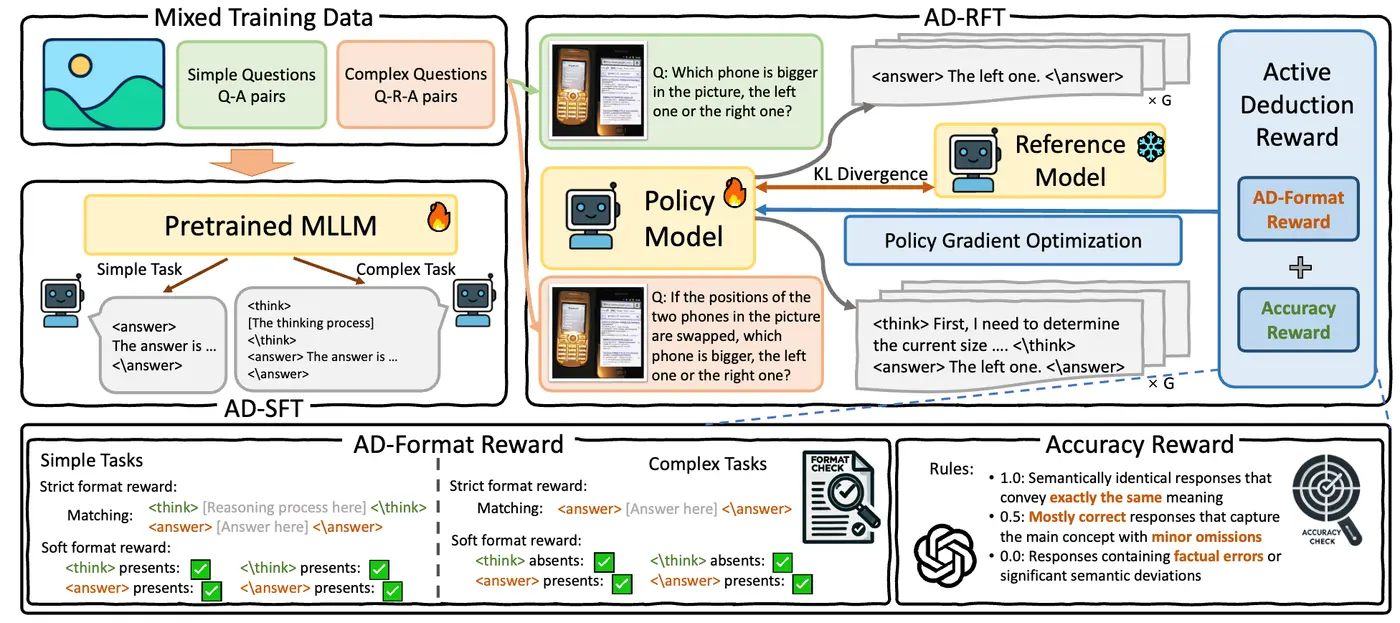 Mixed Training Data
Simple Questions
Q-A pairs
Complex Questions
Q-R-A pairs
Pretrained MLLM
Simple Task
Complex Task
<answer>
The answer is ...
<\answer>
<think>
[The thinking process]
<\think>
<answer> The answer is ...
<\answer>
AD-SFT
AD-RFT
Q: Which phone is bigger
in the picture, the left
one or the right one?
<answer> The left one. <\answer>
× G
Policy
Model
KL Divergence
Reference
Model
Policy Gradient Optimization
Q: If the positions of the
two phones in the picture
are swapped, which
phone is bigger, the left
one or the right one?
<think> First, I need to determine
the current size .... <\think>
<answer> The left one. <\answer>
× G
Active
Deduction
Reward
AD-Format
Reward
+
Accuracy
Reward
AD-Format Reward
Simple Tasks
Strict format reward:
Matching:
<think> [Reasoning process here] <\think>
<answer> [Answer here] <\answer>
Soft format reward:
<think> presents:
<\think> presents:
<answer> presents:
<\answer> presents:
Complex Tasks
Strict format reward:
Matching: <answer> [Answer here] <\answer>
Soft format reward:
<think> absents:
<\think> absents:
<answer> presents:
<\answer> presents:
FORMAT
CHECK
Accuracy Reward
Rules:
• 1.0: Semantically identical responses that
convey exactly the same meaning
• 0.5: Mostly correct responses that capture
the main concept with minor omissions
• 0.0: Responses containing factual errors or
significant semantic deviations
ACCURACY
CHECK